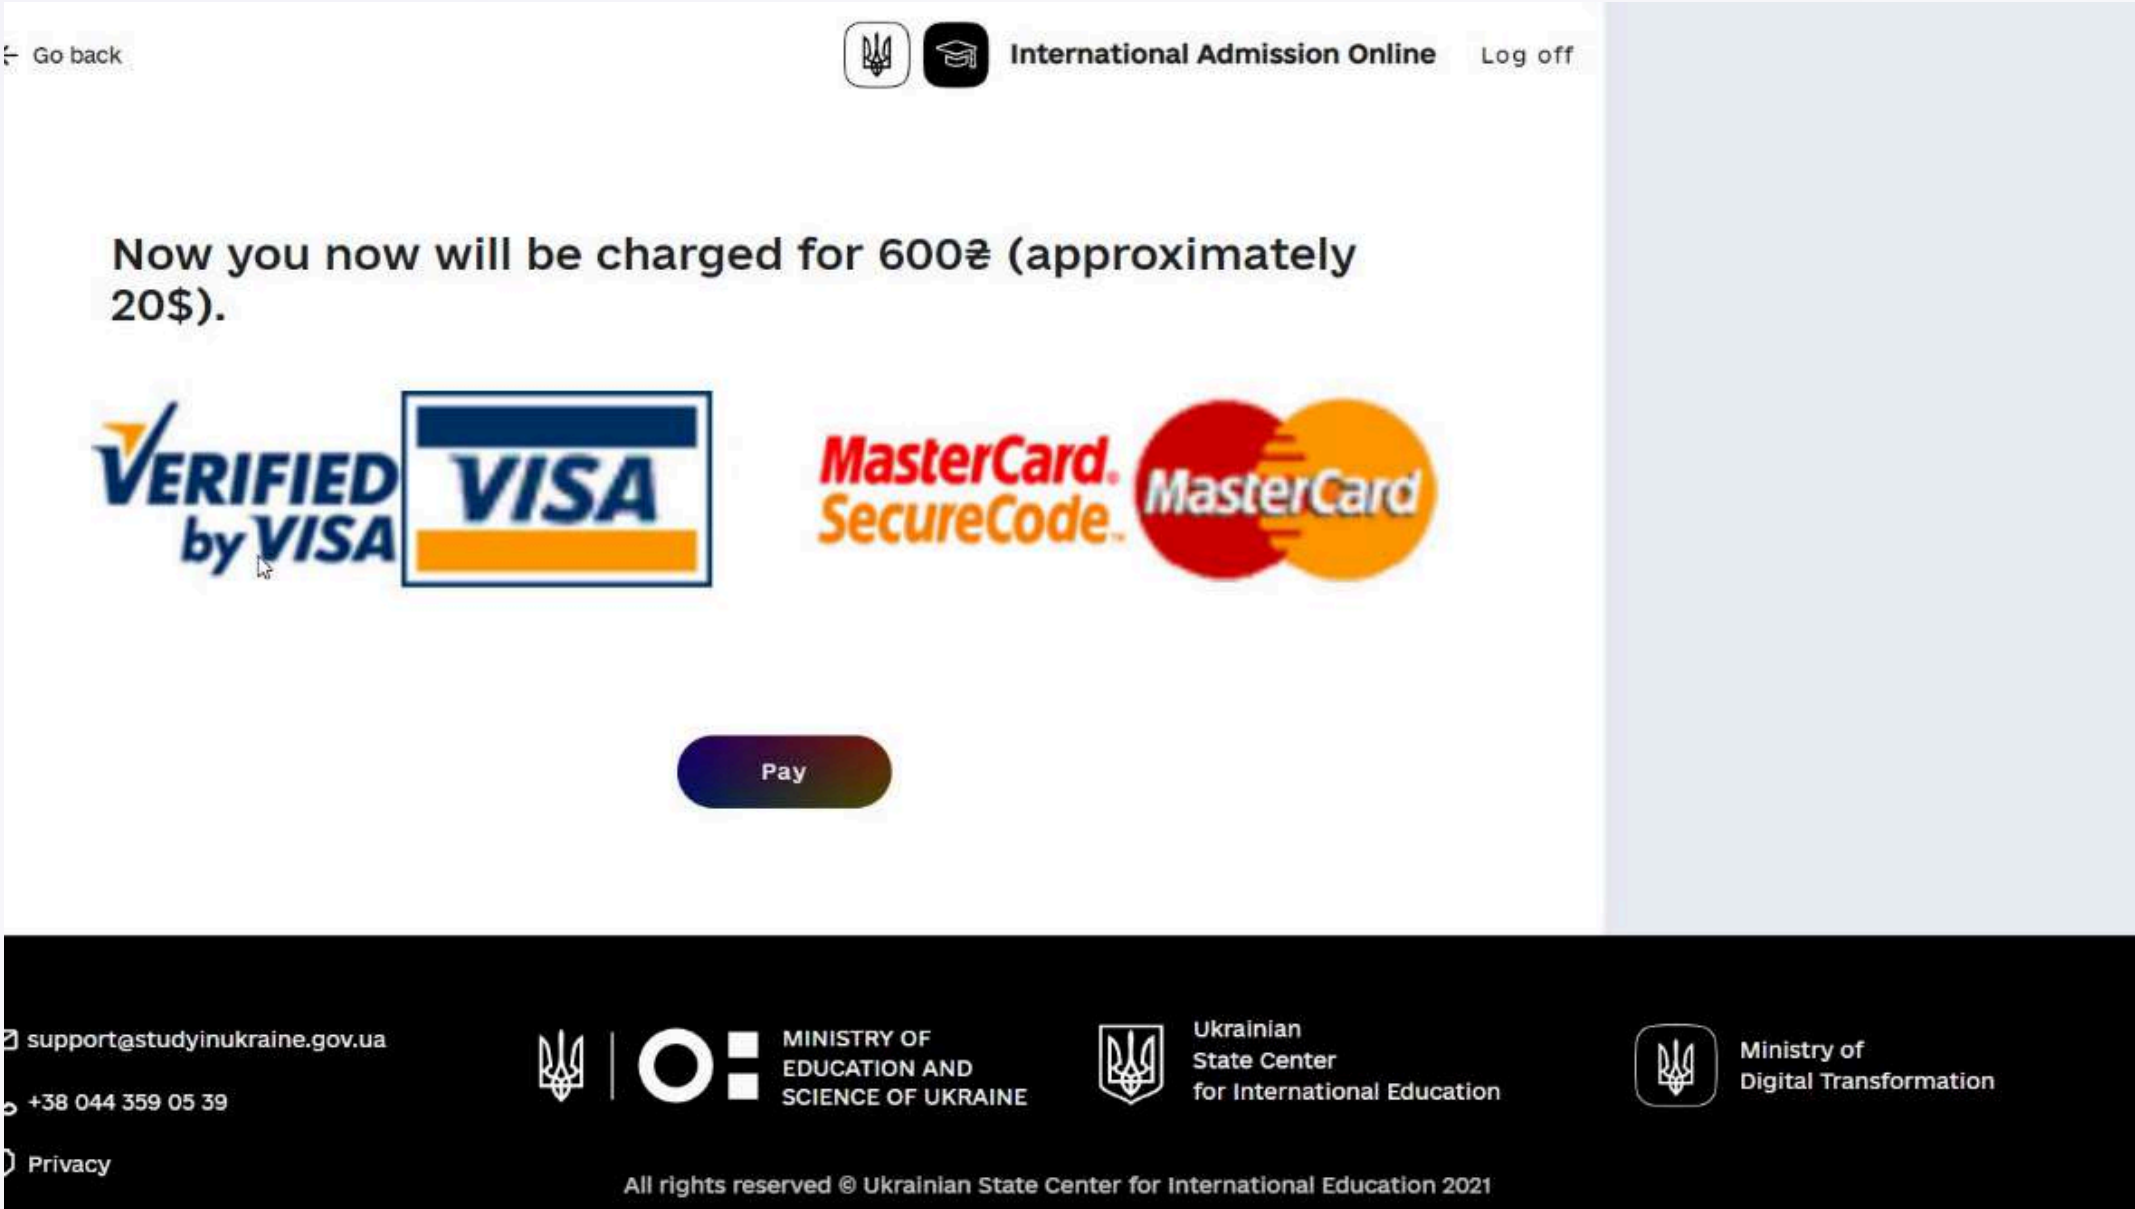 Go back
International Admission Online
Log off
Now you now will be charged for 600₴ (approximately
20$).
VERIFIED
by VISA
VISA
MasterCard.
SecureCode™
MasterCard
Pay
support@studyinukraine.gov.ua
+38 044 359 05 39
Privacy
MINISTRY OF
EDUCATION AND
SCIENCE OF UKRAINE
Ukrainian
State Center
for International Education
Ministry of
Digital Transformation
All rights reserved © Ukrainian State Center for International Education 2021